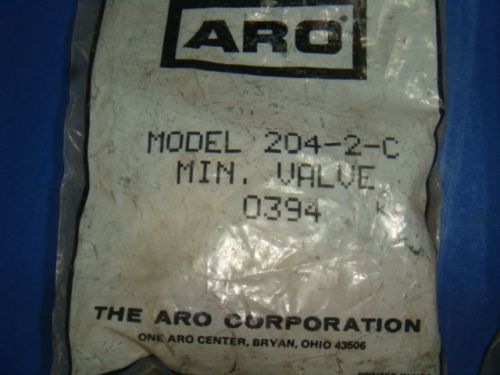 ARO®
MODEL 204-2-C
MIN. VALVE
0394 K
THE ARO CORPORATION
ONE ARO CENTER, BRYAN, OHIO 43506